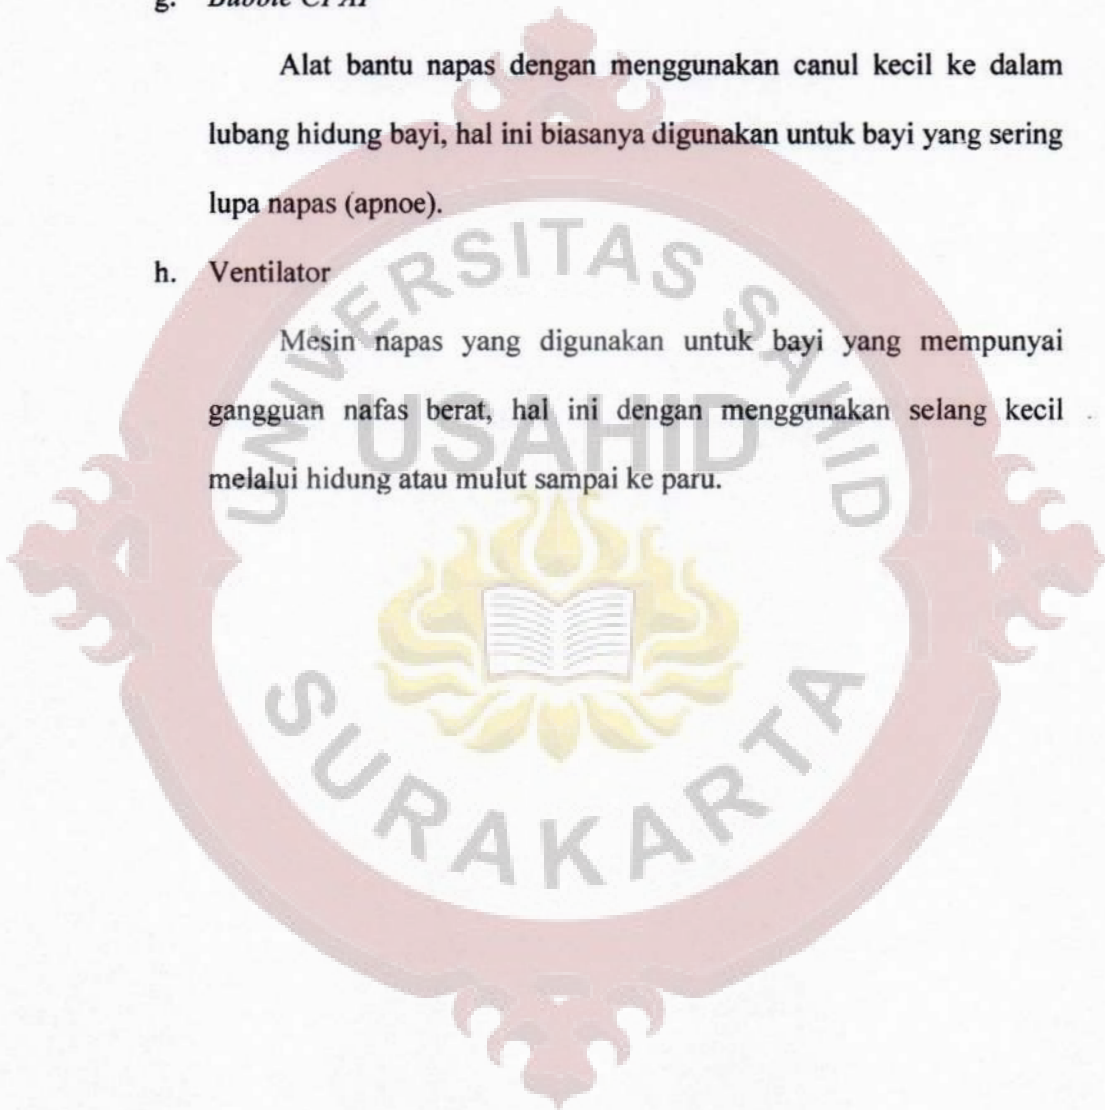 g. Bubble CPAP
Alat bantu napas dengan menggunakan canul kecil ke dalam
lubang hidung bayi, hal ini biasanya digunakan untuk bayi yang sering
lupa napas (apnoe).
h. Ventilator
Mesin napas yang digunakan untuk bayi yang mempunyai
gangguan nafas berat, hal ini dengan menggunakan selang kecil
melalui hidung atau mulut sampai ke paru.
UNIVERSITAS SAHID
USAHID
SURAKARTA